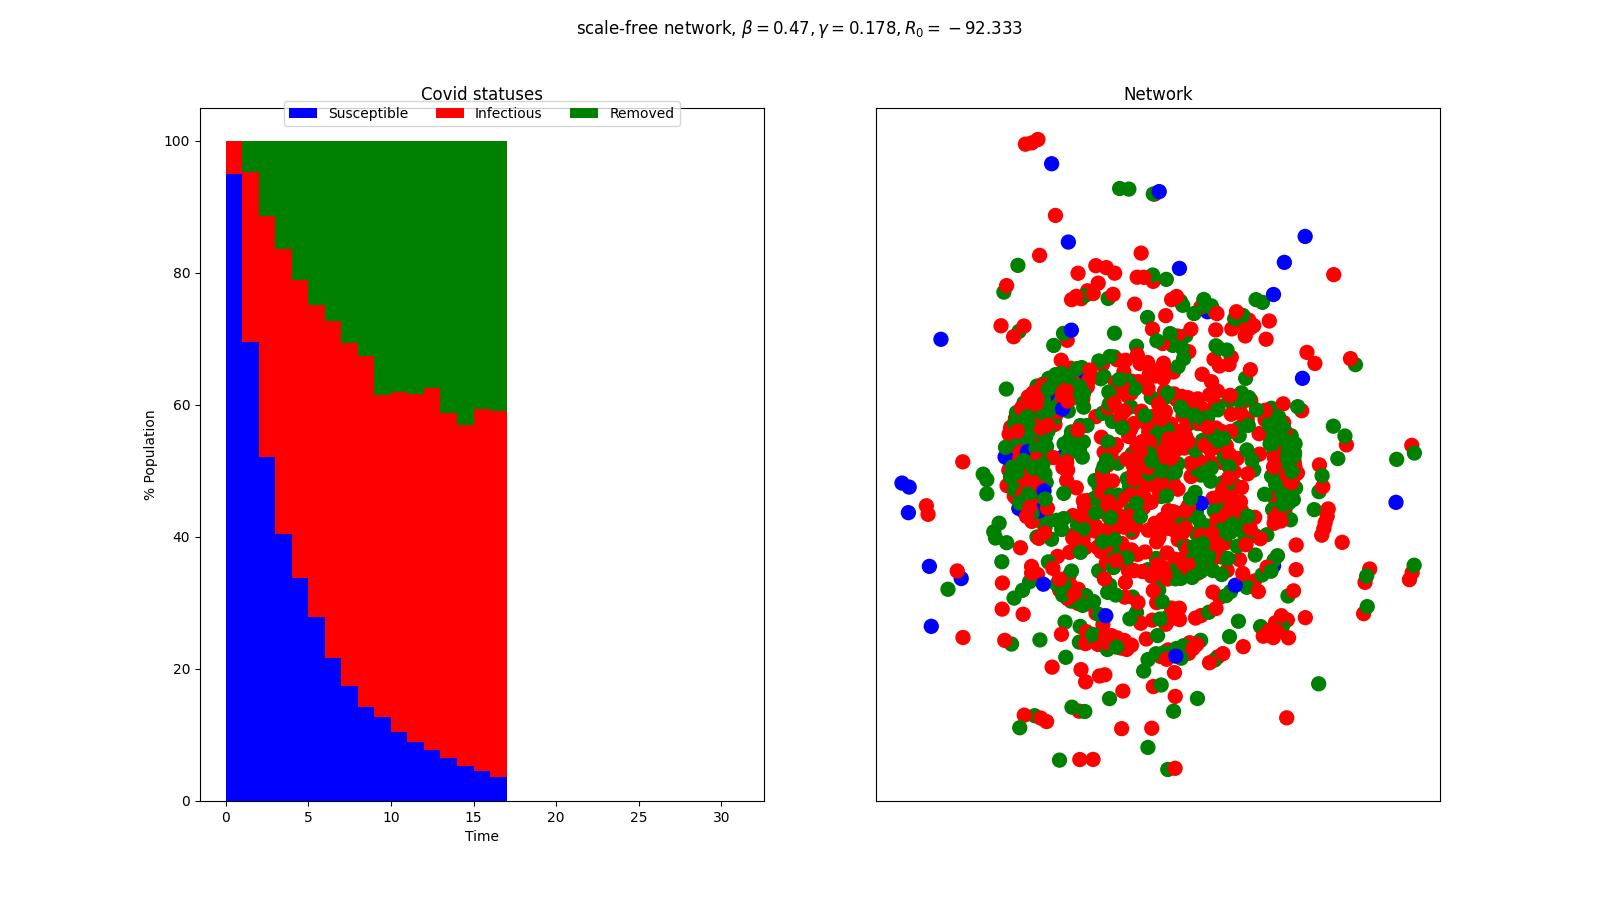 scale-free network, β = 0.47, γ = 0.178, R₀ = − 92.333
Covid statuses
Susceptible Infectious Removed
100
80
60
40
20
0
% Population
0 5 10 15 20 25 30
Time
Network